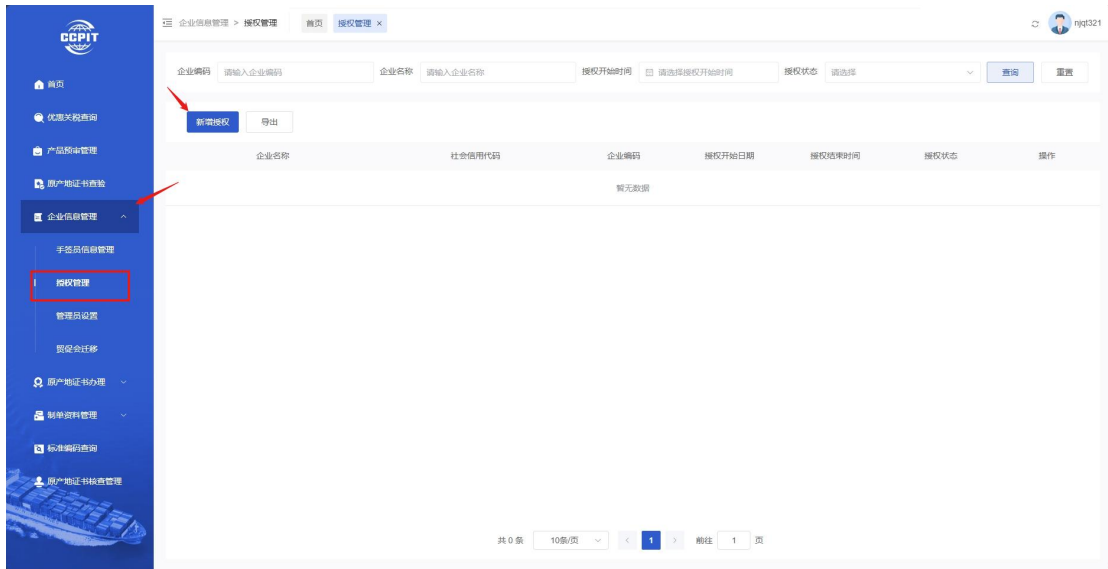 CCPIT
企业信息管理 > 授权管理 首页 授权管理 ×
njqt321
首页
优惠关税查询
产品预审管理
原产地证书查验
企业信息管理
手签员信息管理
授权管理
管理员设置
贸促会迁移
原产地证书办理
制单资料管理
标准编码查询
原产地证书核查管理
企业编码 请输入企业编码 企业名称 请输入企业名称 授权开始时间 请选择授权开始时间 授权状态 请选择 查询 重置
新增授权 导出
企业名称 社会信用代码 企业编码 授权开始日期 授权结束时间 授权状态 操作
暂无数据
共 0 条 10条/页 < 1 > 前往 1 页